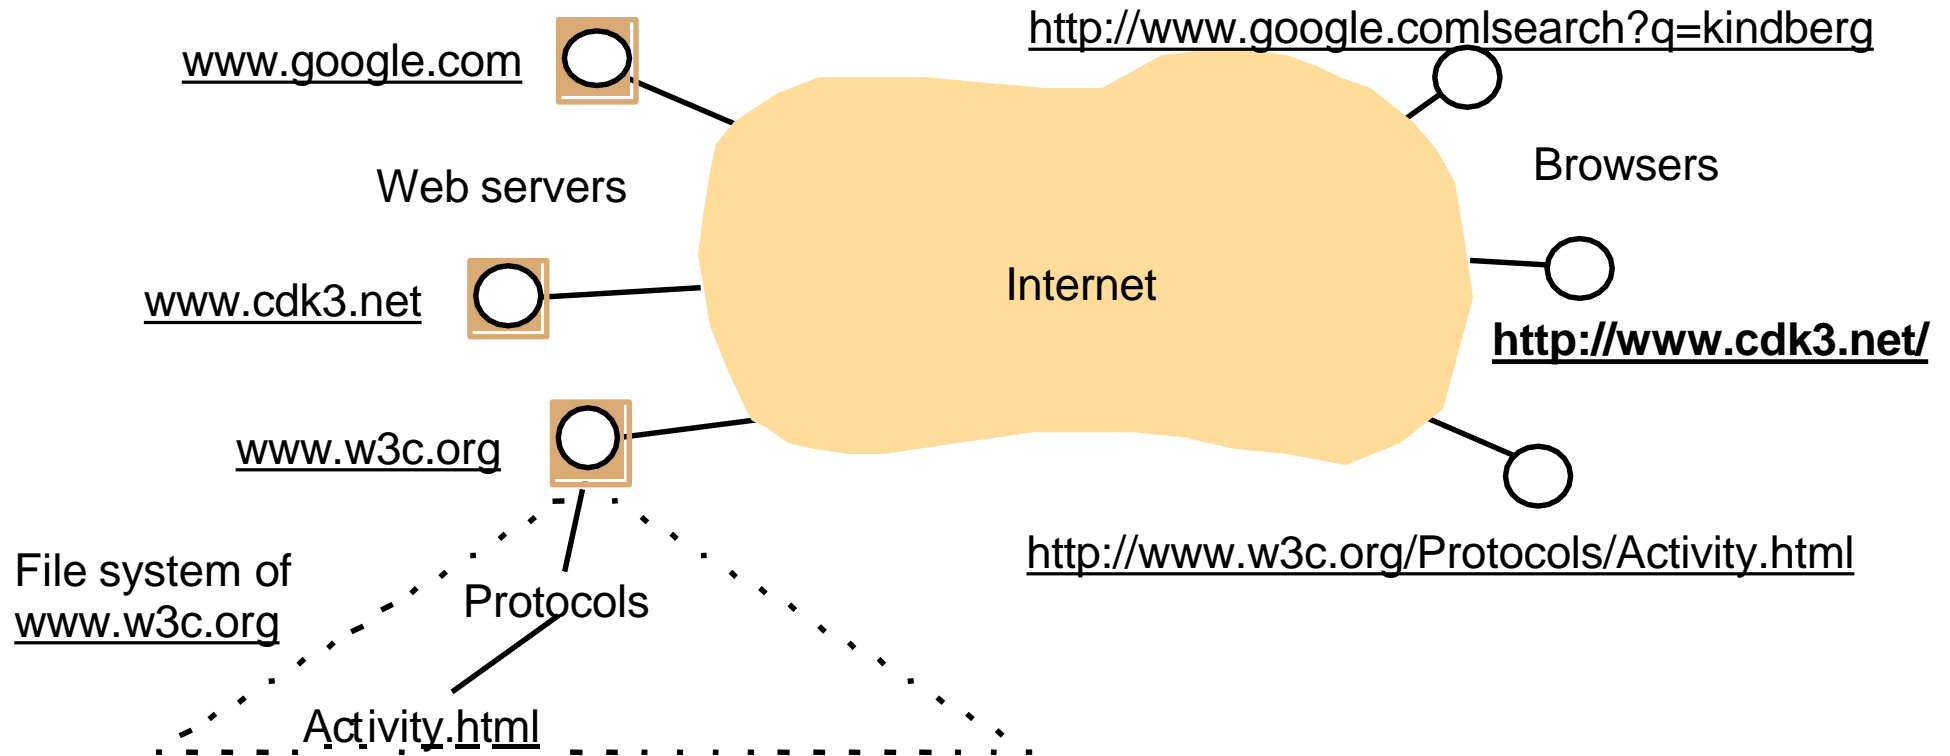 http://www.google.comlsearch?q=kindberg
www.google.com
Browsers
Web servers
Internet
www.cdk3.net
http://www.cdk3.net/
www.w3c.org
http://www.w3c.org/Protocols/Activity.html
File system of
www.w3c.org
Protocols
Activity.html